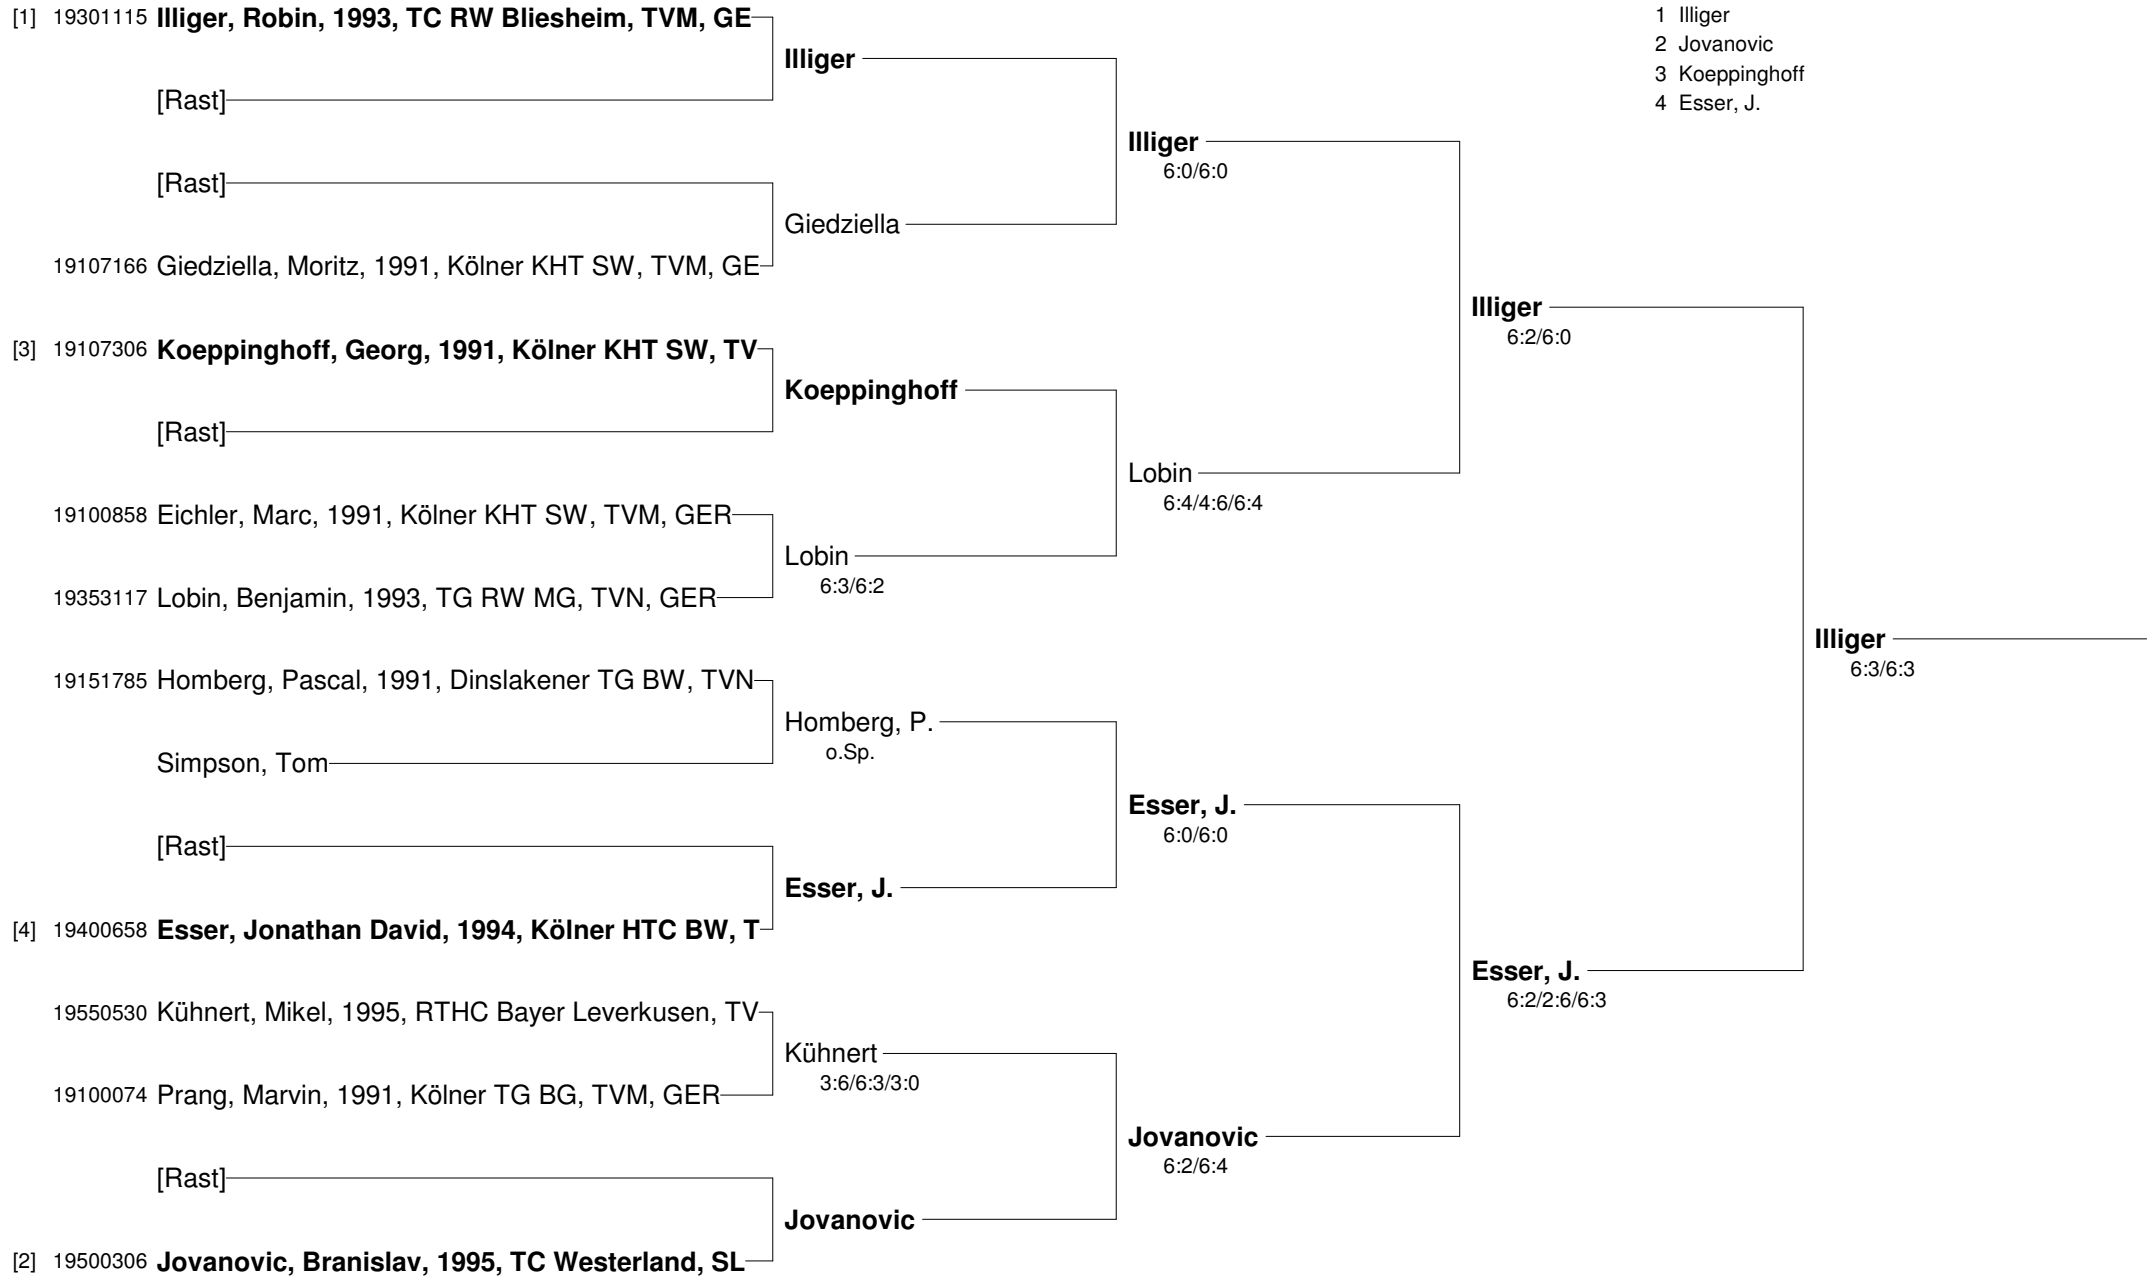 [1] 19301115 Illiger, Robin, 1993, TC RW Bliesheim, TVM, GE
1 Illiger
2 Jovanovic
3 Koeppinghoff
4 Esser, J.
Illiger
[Rast]
Illiger
6:0/6:0
[Rast]
Giedziella
19107166 Giedziella, Moritz, 1991, Kölner KHT SW, TVM, GE
Illiger
6:2/6:0
[3] 19107306 Koeppinghoff, Georg, 1991, Kölner KHT SW, TV
Koeppinghoff
[Rast]
Lobin
6:4/4:6/6:4
19100858 Eichler, Marc, 1991, Kölner KHT SW, TVM, GER
Lobin
6:3/6:2
19353117 Lobin, Benjamin, 1993, TG RW MG, TVN, GER
Illiger
6:3/6:3
19151785 Homberg, Pascal, 1991, Dinslakener TG BW, TVN
Homberg, P.
o.Sp.
Simpson, Tom
Esser, J.
6:0/6:0
[Rast]
Esser, J.
[4] 19400658 Esser, Jonathan David, 1994, Kölner HTC BW, T
Esser, J.
6:2/2:6/6:3
19550530 Kühnert, Mikel, 1995, RTHC Bayer Leverkusen, TV
Kühnert
3:6/6:3/3:0
19100074 Prang, Marvin, 1991, Kölner TG BG, TVM, GER
Jovanovic
6:2/6:4
[Rast]
Jovanovic
[2] 19500306 Jovanovic, Branislav, 1995, TC Westerland, SL